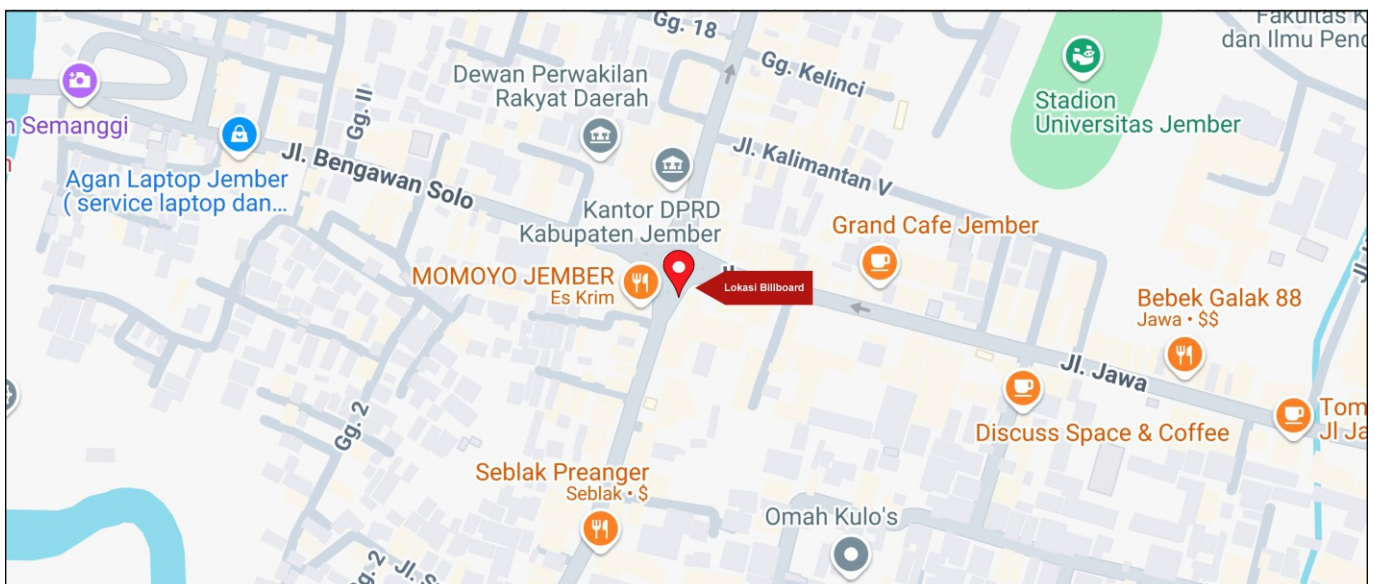 Gg. 18
Fakultas K
dan Ilmu Pend
Gg. Kelinci
Dewan Perwakilan
Rakyat Daerah
Stadion
Universitas Jember
n Semanggi
Gg. II
Jl. Bengawan Solo
Jl. Kalimantan V
Agan Laptop Jember
( service laptop dan...
Kantor DPRD
Kabupaten Jember
Grand Cafe Jember
MOMOYO JEMBER
Es Krim
Lokasi Billboard
Bebek Galak 88
Jawa • $$
Jl. Jawa
Gg. 2
Discuss Space & Coffee
Tom
Jl Ja
Seblak Preanger
Seblak • $
Omah Kulo's
Gg. 2